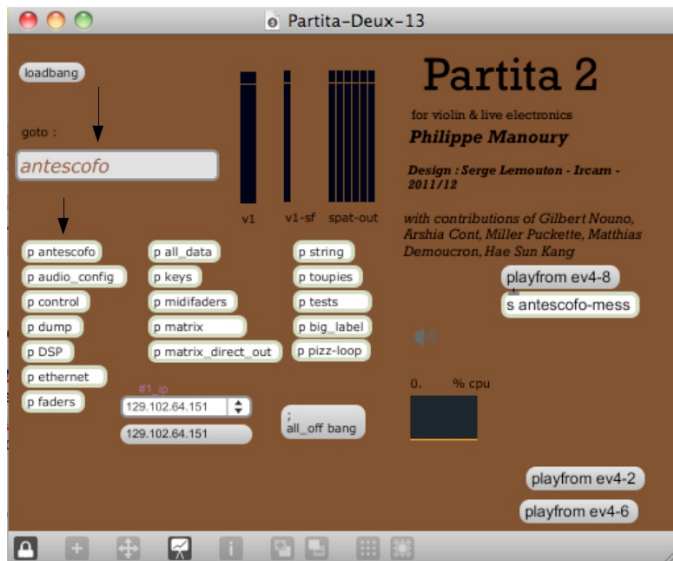 Partita-Deux-13
loadbang
goto :
antescofo
v1
v1-sf
spat-out
Partita 2
for violin & live electronics
Philippe Manoury
Design : Serge Lemouton - Ircam -
2011/12
with contributions of Gilbert Nouno,
Arshia Cont, Miller Puckette, Matthias
Demoucron, Hae Sun Kang
playfrom ev4-8
s antescofo-mess
p antescofo
p audio_config
p control
p dump
p DSP
p ethernet
p faders
p all_data
p keys
p midifaders
p matrix
p matrix_direct_out
p string
p toupies
p tests
p big_label
p pizz-loop
#1_ip
129.102.64.151
129.102.64.151
;
all_off bang
0. % cpu
playfrom ev4-2
playfrom ev4-6